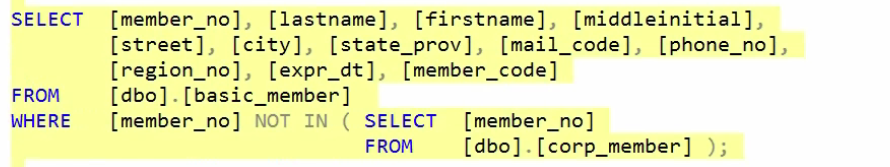 SELECT [member_no], [lastname], [firstname], [middleinitial],
[street], [city], [state_prov], [mail_code], [phone_no],
[region_no], [expr_dt], [member_code]
FROM [dbo].[basic_member]
WHERE [member_no] NOT IN ( SELECT [member_no]
FROM [dbo].[corp_member] );